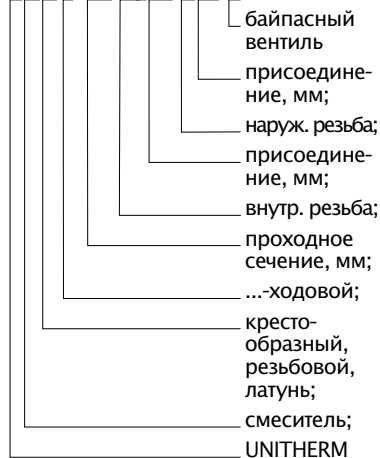 байпасный
вентиль
присоедине-
ние, мм;
наруж. резьба;
присоедине-
ние, мм;
внутр. резьба;
проходное
сечение, мм;
...-ходовой;
кресто-
образный,
резьбовой,
латунь;
смеситель;
UNITHERM